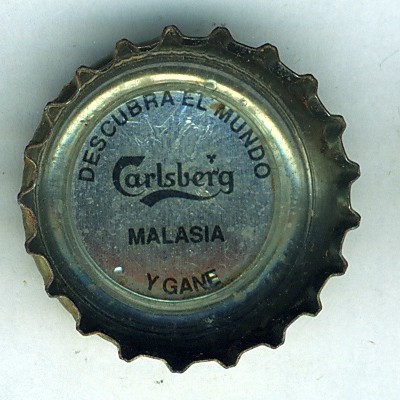 DESCUBRA EL MUNDO
Carlsberg
MALASIA
Y GANE